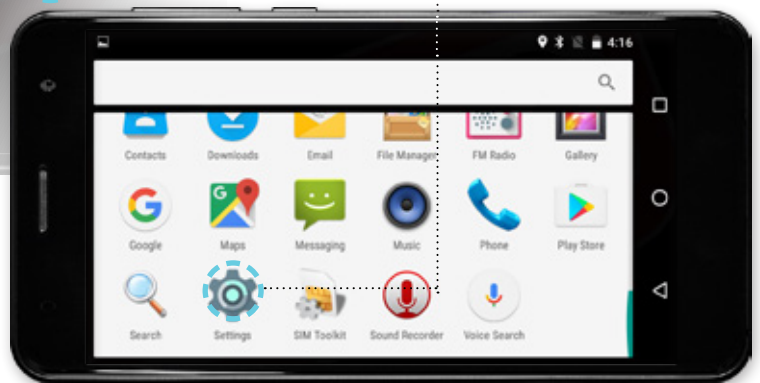 4:16
Contacts Downloads Email File Manager FM Radio Gallery
G
G
Google Maps Messaging Music Phone Play Store
Search Settings SIM Toolkit Sound Recorder Voice Search